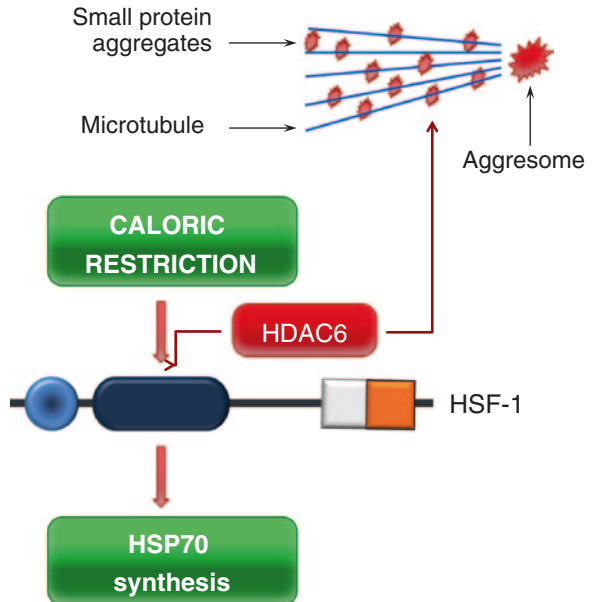 Small protein
aggregates
Microtubule
Aggresome
CALORIC
RESTRICTION
HDAC6
HSF-1
HSP70
synthesis